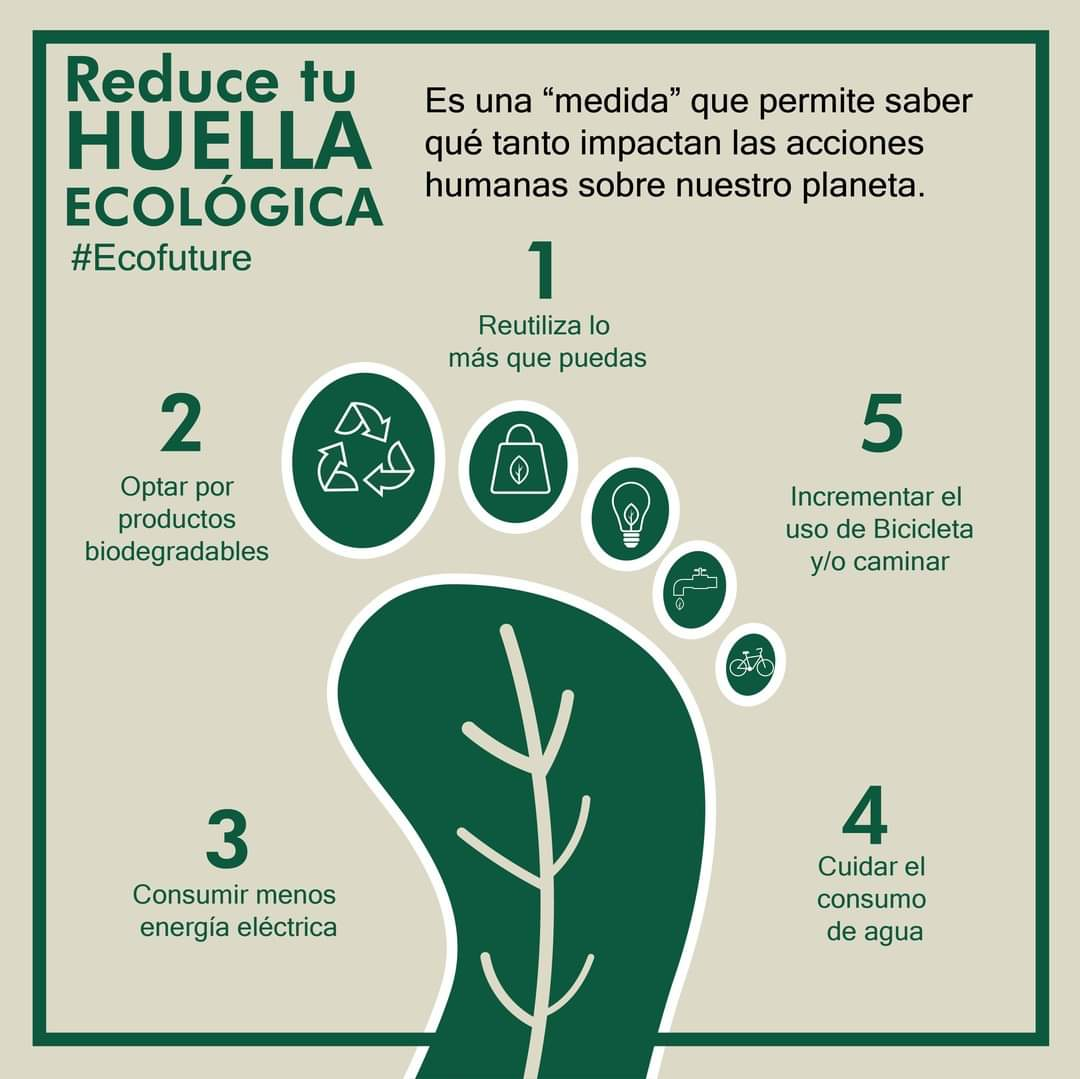 Reduce tu
HUELLA
ECOLÓGICA
#Ecofuture
Es una “medida” que permite saber
qué tanto impactan las acciones
humanas sobre nuestro planeta.
1
Reutiliza lo
más que puedas
2
Optar por
productos
biodegradables
3
Consumir menos
energía eléctrica
4
Cuidar el
consumo
de agua
5
Incrementar el
uso de Bicicleta
y/o caminar